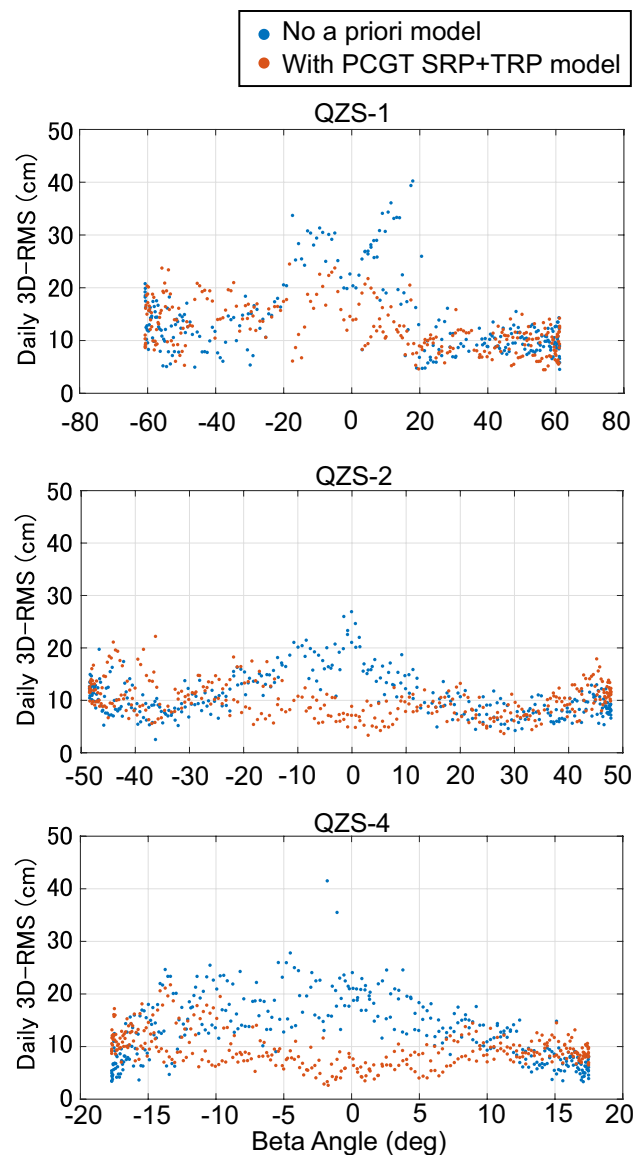 No a priori model
With PCGT SRP+TRP model
QZS-1
Daily 3D-RMS (cm)
50
40
30
20
10
0
-80 -60 -40 -20 0 20 40 60 80
QZS-2
Daily 3D-RMS (cm)
50
40
30
20
10
0
-50 -40 -30 -20 -10 0 10 20 30 40 50
QZS-4
Daily 3D-RMS (cm)
50
40
30
20
10
0
-20 -15 -10 -5 0 5 10 15 20
Beta Angle (deg)